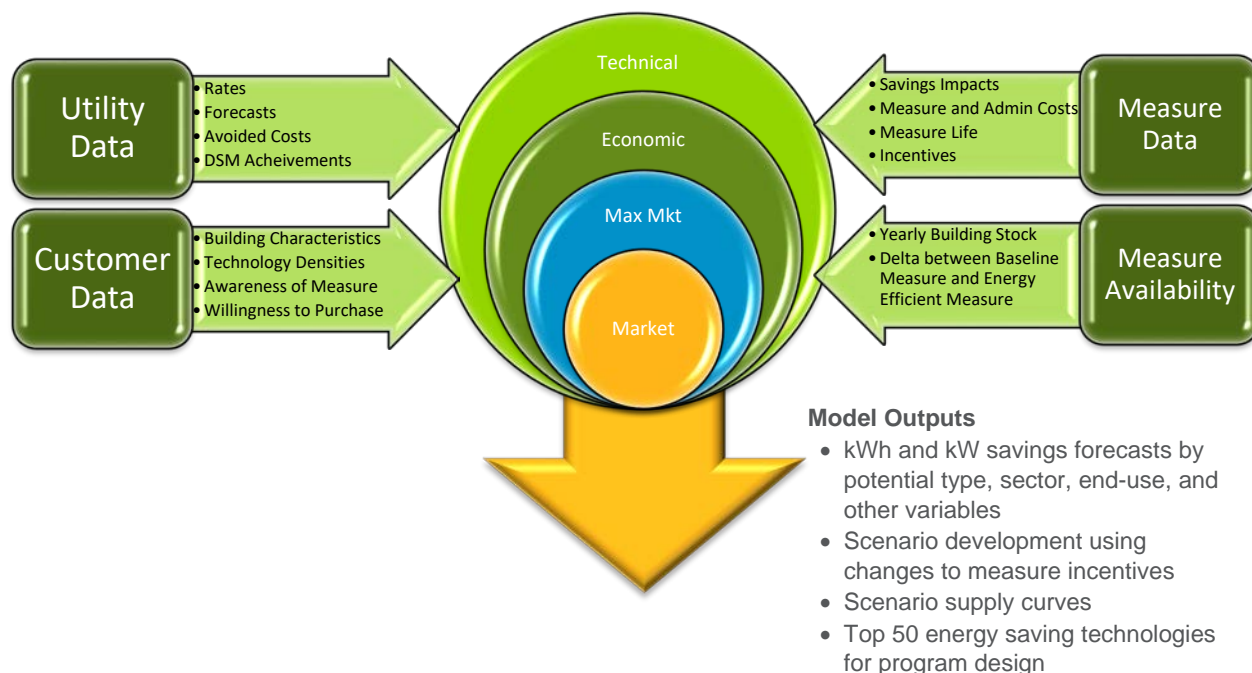 Utility
Data
• Rates
• Forecasts
• Avoided Costs
• DSM Acheivements
Customer
Data
• Building Characteristics
• Technology Densities
• Awareness of Measure
• Willingness to Purchase
Technical
Economic
Max Mkt
Market
• Savings Impacts
• Measure and Admin Costs
• Measure Life
• Incentives
Measure
Data
• Yearly Building Stock
• Delta between Baseline
Measure and Energy
Efficient Measure
Measure
Availability
Model Outputs
• kWh and kW savings forecasts by
potential type, sector, end-use, and
other variables
• Scenario development using
changes to measure incentives
• Scenario supply curves
• Top 50 energy saving technologies
for program design